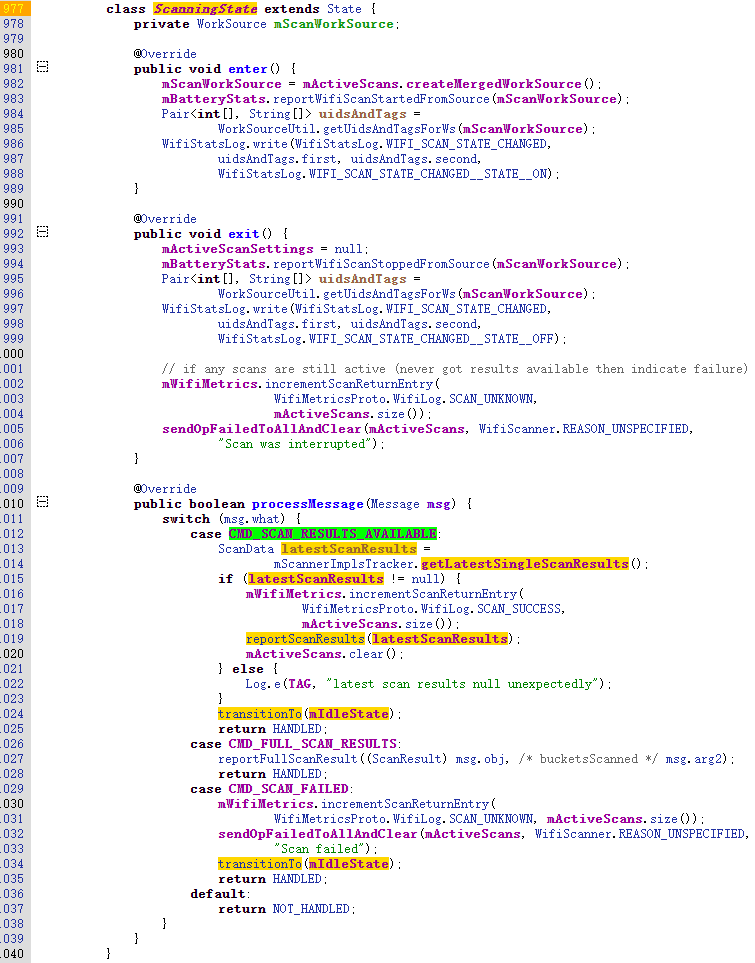 977 class ScanningState extends State {
978 private WorkSource mScanWorkSource;
979
980 @Override
981 public void enter() {
982 mScanWorkSource = mActiveScans.createMergedWorkSource();
983 mBatteryStats.reportWifiScanStartedFromSource(mScanWorkSource);
984 Pair<int[], String[]> uidsAndTags =
985 WorkSourceUtil.getUidsAndTagsForWs(mScanWorkSource);
986 WifiStatsLog.write(WifiStatsLog.WIFI_SCAN_STATE_CHANGED,
987 uidsAndTags.first, uidsAndTags.second,
988 WifiStatsLog.WIFI_SCAN_STATE_CHANGED__STATE__ON);
989 }
990
991 @Override
992 public void exit() {
993 mActiveScanSettings = null;
994 mBatteryStats.reportWifiScanStoppedFromSource(mScanWorkSource);
995 Pair<int[], String[]> uidsAndTags =
996 WorkSourceUtil.getUidsAndTagsForWs(mScanWorkSource);
997 WifiStatsLog.write(WifiStatsLog.WIFI_SCAN_STATE_CHANGED,
998 uidsAndTags.first, uidsAndTags.second,
999 WifiStatsLog.WIFI_SCAN_STATE_CHANGED__STATE__OFF);
000
001 // if any scans are still active (never got results available then indicate failure)
002 mWifiMetrics.incrementScanReturnEntry(
003 WifiMetricsProto.WifiLog.SCAN_UNKNOWN,
004 mActiveScans.size());
005 sendOpFailedToAllAndClear(mActiveScans, WifiScanner.REASON_UNSPECIFIED,
006 "Scan was interrupted");
007 }
008
009 @Override
010 public boolean processMessage(Message msg) {
011 switch (msg.what) {
012 case CMD_SCAN_RESULTS_AVAILABLE:
013 ScanData latestScanResults =
014 mScannerImplsTracker.getLatestSingleScanResults();
015 if (latestScanResults != null) {
016 mWifiMetrics.incrementScanReturnEntry(
017 WifiMetricsProto.WifiLog.SCAN_SUCCESS,
018 mActiveScans.size());
019 reportScanResults(latestScanResults);
020 mActiveScans.clear();
021 } else {
022 Log.e(TAG, "latest scan results null unexpectedly");
023 }
024 transitionTo(mIdleState);
025 return HANDLED;
026 case CMD_FULL_SCAN_RESULTS:
027 reportFullScanResult((ScanResult) msg.obj, /* bucketsScanned */ msg.arg2);
028 return HANDLED;
029 case CMD_SCAN_FAILED:
030 mWifiMetrics.incrementScanReturnEntry(
031 WifiMetricsProto.WifiLog.SCAN_UNKNOWN, mActiveScans.size());
032 sendOpFailedToAllAndClear(mActiveScans, WifiScanner.REASON_UNSPECIFIED,
033 "Scan failed");
034 transitionTo(mIdleState);
035 return HANDLED;
036 default:
037 return NOT_HANDLED;
038 }
039 }
040 }